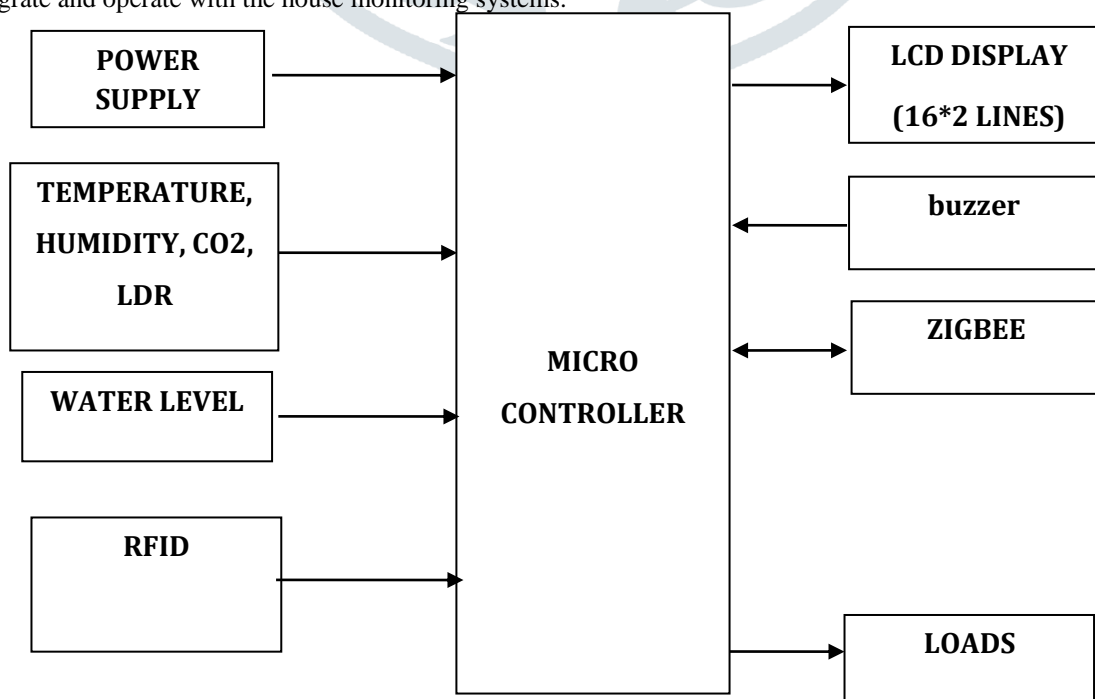 grate and operate with the house monitoring systems.
POWER
SUPPLY
TEMPERATURE,
HUMIDITY, CO2,
LDR
WATER LEVEL
RFID
MICRO
CONTROLLER
LCD DISPLAY
(16*2 LINES)
buzzer
ZIGBEE
LOADS